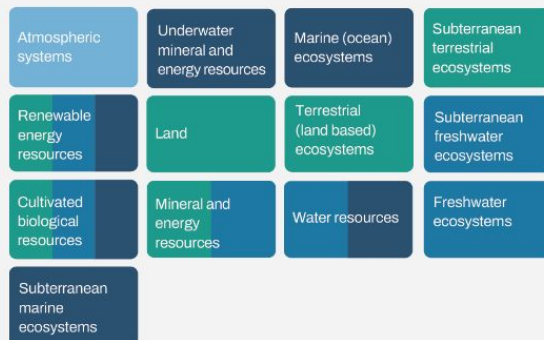 Atmospheric
systems
Underwater
mineral and
energy resources
Marine (ocean)
ecosystems
Subterranean
terrestrial
ecosystems
Renewable
energy
resources
Land
Terrestrial
(land based)
ecosystems
Subterranean
freshwater
ecosystems
Cultivated
biological
resources
Mineral and
energy
resources
Water resources
Freshwater
ecosystems
Subterranean
marine
ecosystems